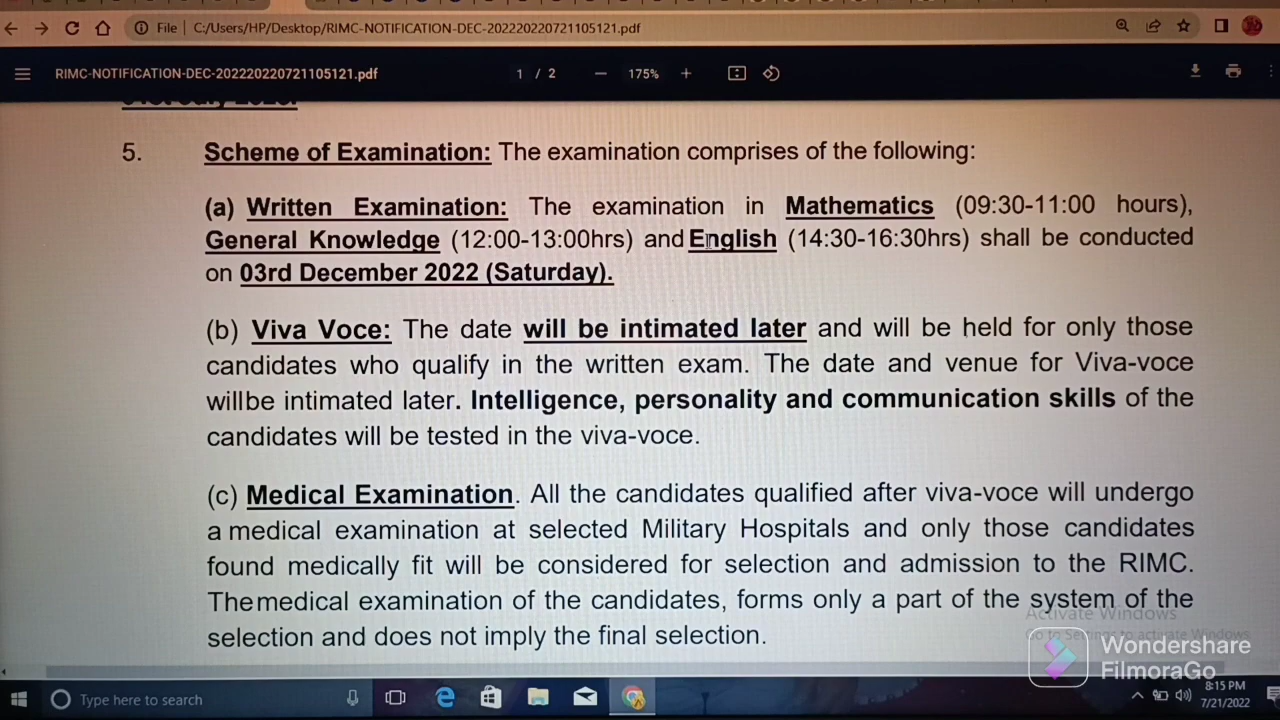 File | C:/Users/HP/Desktop/RIMC-NOTIFICATION-DEC-202220220721105121.pdf
RIMC-NOTIFICATION-DEC-202220220721105121.pdf 1 / 2 — 175% +
5. Scheme of Examination: The examination comprises of the following:
(a) Written Examination: The examination in Mathematics (09:30-11:00 hours),
General Knowledge (12:00-13:00hrs) and English (14:30-16:30hrs) shall be conducted
on 03rd December 2022 (Saturday).
(b) Viva Voce: The date will be intimated later and will be held for only those
candidates who qualify in the written exam. The date and venue for Viva-voce
willbe intimated later. Intelligence, personality and communication skills of the
candidates will be tested in the viva-voce.
(c) Medical Examination. All the candidates qualified after viva-voce will undergo
a medical examination at selected Military Hospitals and only those candidates
found medically fit will be considered for selection and admission to the RIMC.
Themedical examination of the candidates, forms only a part of the system of the
selection and does not imply the final selection.
Activate Windows
Go to Settings to activate Windows.
Wondershare
FilmoraGo
Type here to search
8:15 PM
7/21/2022